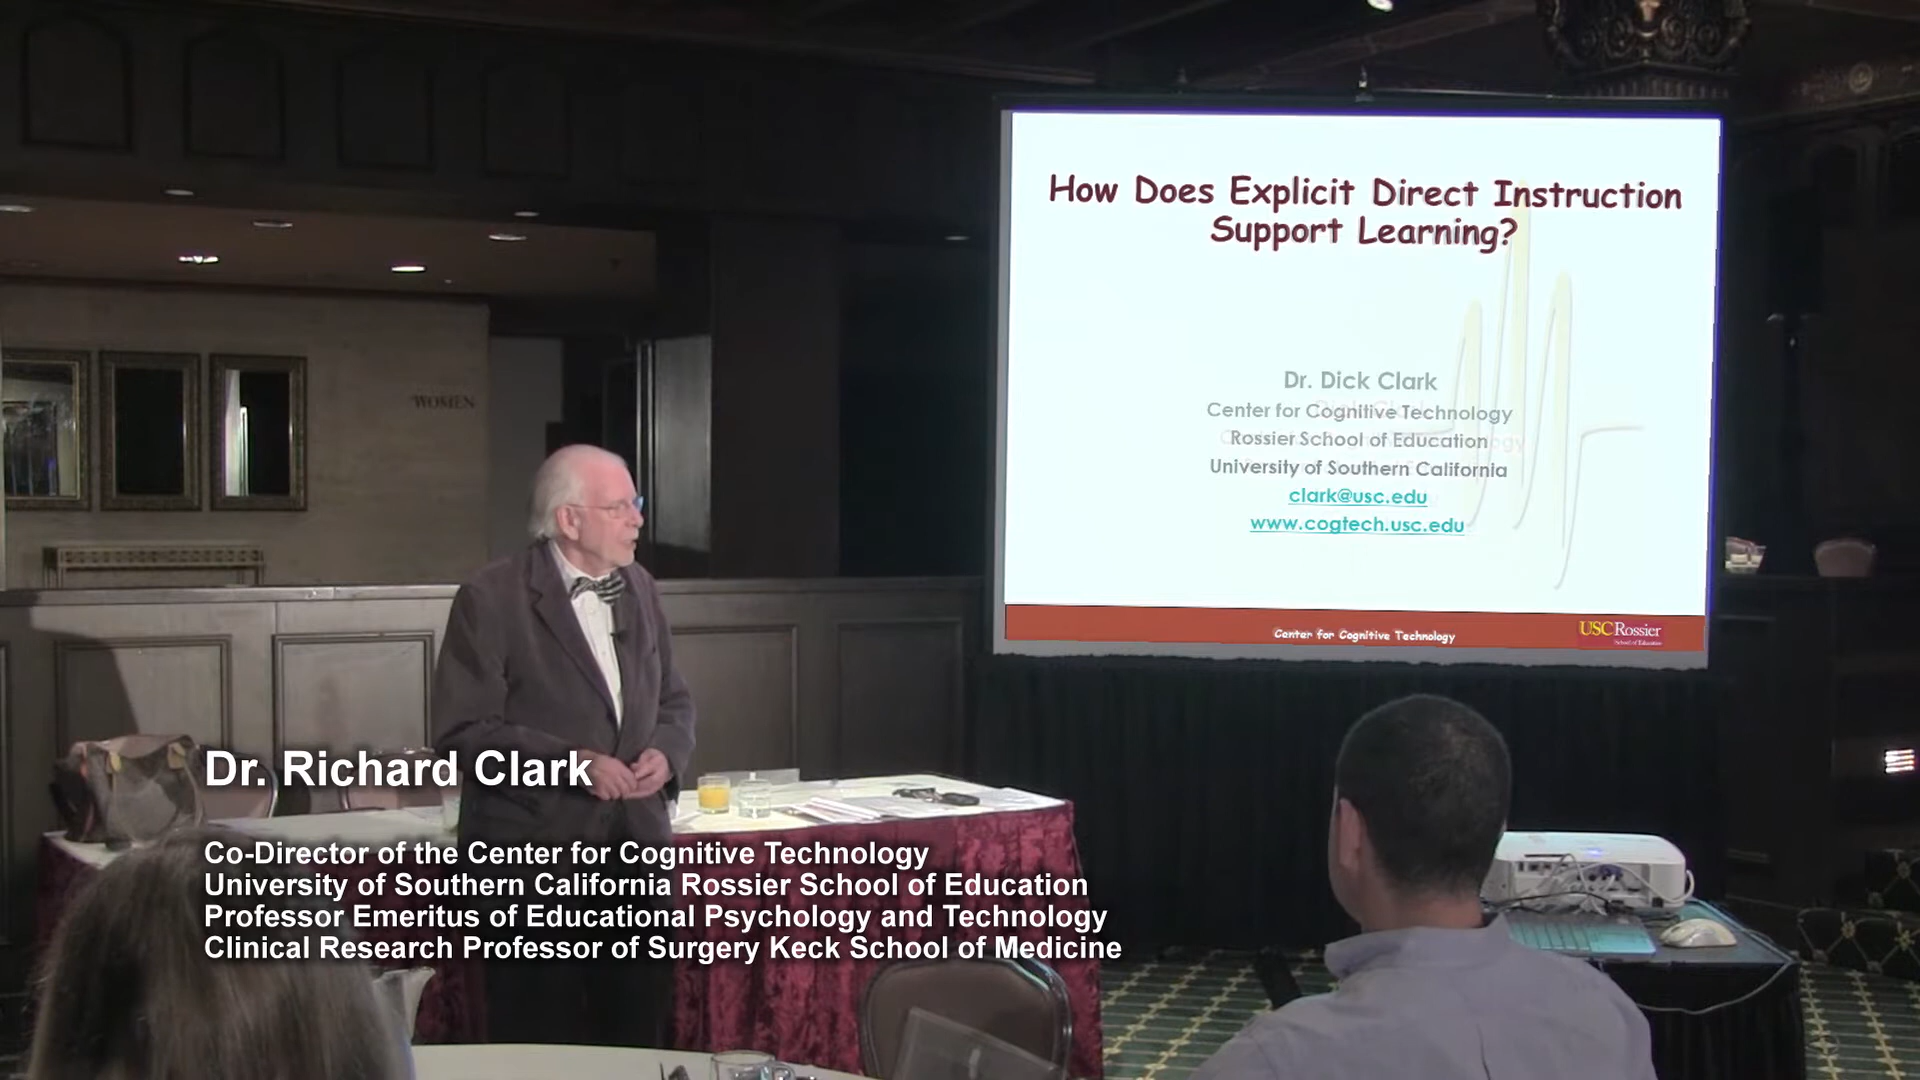 How Does Explicit Direct Instruction
Support Learning?
Dr. Dick Clark
Center for Cognitive Technology
Rossier School of Education
University of Southern California
clark@usc.edu
www.cogtech.usc.edu
Center for Cognitive Technology
USC Rossier
School of Education
WOMEN
Dr. Richard Clark
Co-Director of the Center for Cognitive Technology
University of Southern California Rossier School of Education
Professor Emeritus of Educational Psychology and Technology
Clinical Research Professor of Surgery Keck School of Medicine